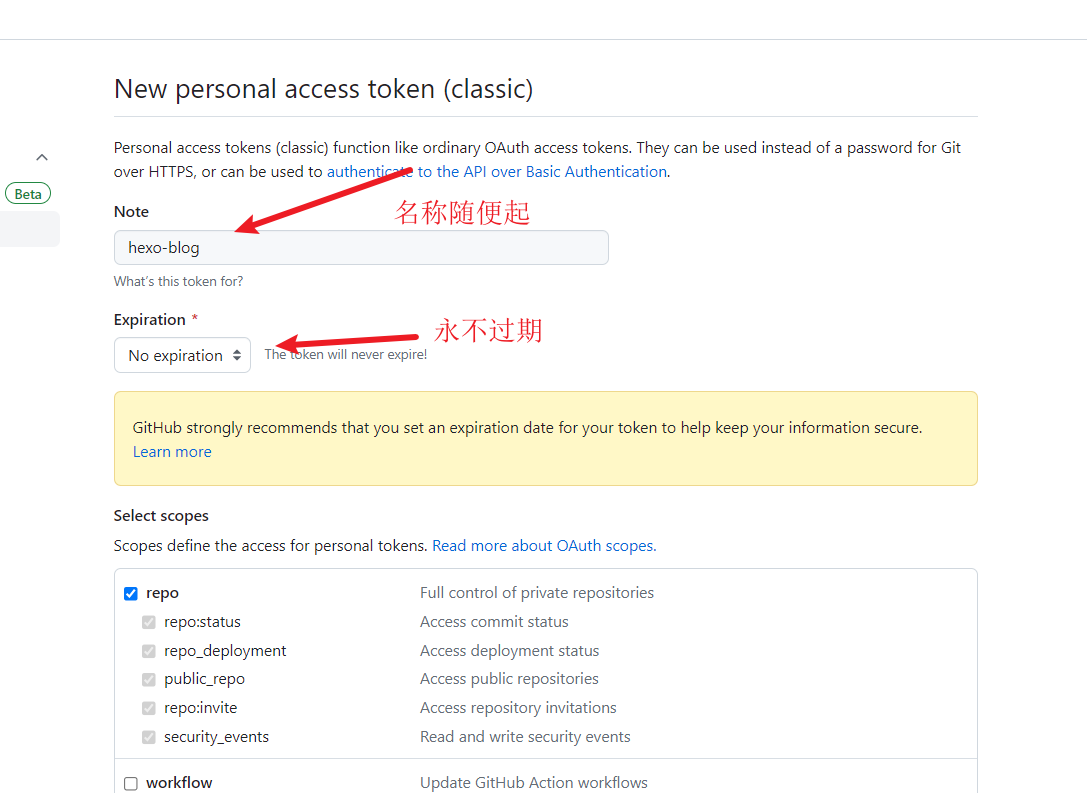 New personal access token (classic)
Personal access tokens (classic) function like ordinary OAuth access tokens. They can be used instead of a password for Git
over HTTPS, or can be used to authenticate to the API over Basic Authentication.
Beta
Note
名称随便起
hexo-blog
What's this token for?
Expiration *
永不过期
No expiration
The token will never expire!
GitHub strongly recommends that you set an expiration date for your token to help keep your information secure.
Learn more
Select scopes
Scopes define the access for personal tokens. Read more about OAuth scopes.
repo Full control of private repositories
repo:status Access commit status
repo_deployment Access deployment status
public_repo Access public repositories
repo:invite Access repository invitations
security_events Read and write security events
workflow Update GitHub Action workflows